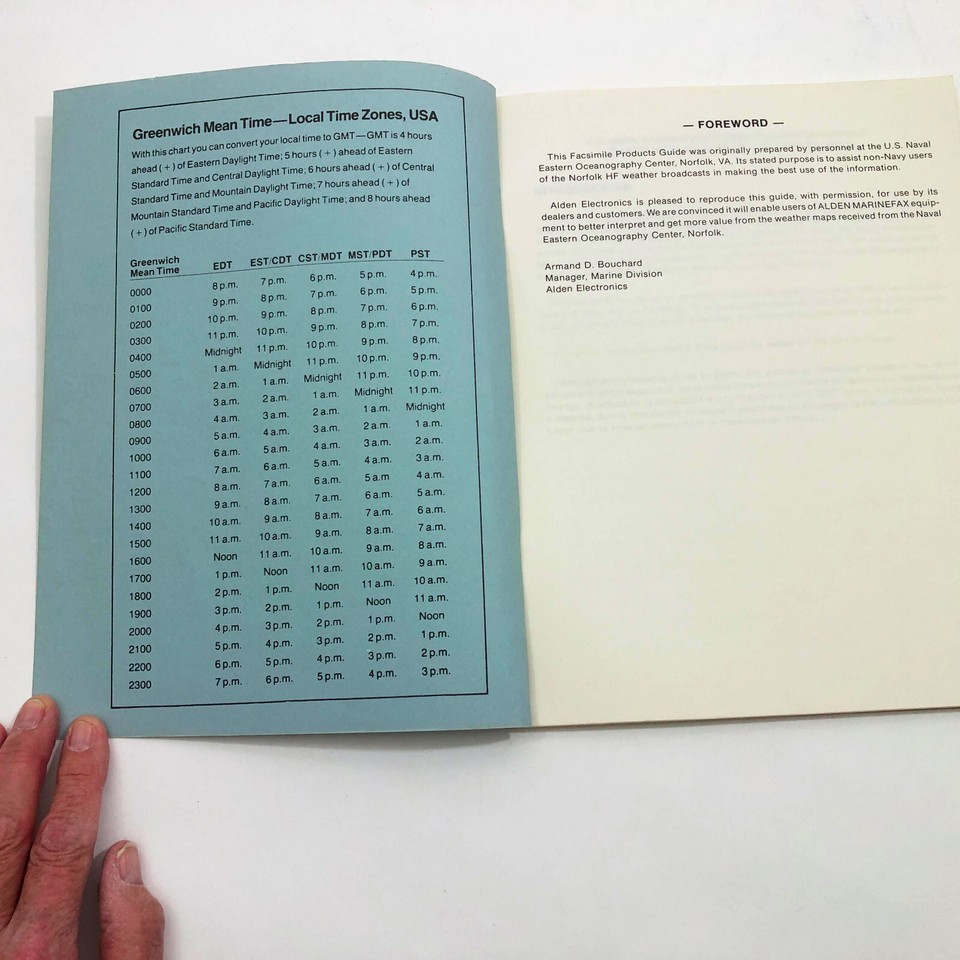 Greenwich Mean Time—Local Time Zones, USA
With this chart you can convert your local time to GMT—GMT is 4 hours
ahead (+) of Eastern Daylight Time; 5 hours (+) ahead of Eastern
Standard Time and Central Daylight Time; 6 hours ahead (+) of Central
Standard Time and Mountain Daylight Time; 7 hours ahead (+) of
Mountain Standard Time and Pacific Daylight Time; and 8 hours ahead
(+) of Pacific Standard Time.
Greenwich
Mean Time EDT EST/CDT CST/MDT MST/PDT PST
0000 8 p.m. 7 p.m. 6 p.m. 5 p.m. 4 p.m.
0100 9 p.m. 8 p.m. 7 p.m. 6 p.m. 5 p.m.
0200 10 p.m. 9 p.m. 8 p.m. 7 p.m. 6 p.m.
0300 11 p.m. 10 p.m. 9 p.m. 8 p.m. 7 p.m.
0400 Midnight 11 p.m. 10 p.m. 9 p.m. 8 p.m.
0500 1 a.m. Midnight 11 p.m. 10 p.m. 9 p.m.
0600 2 a.m. 1 a.m. Midnight 11 p.m. 10 p.m.
0700 3 a.m. 2 a.m. 1 a.m. Midnight 11 p.m.
0800 4 a.m. 3 a.m. 2 a.m. 1 a.m. Midnight
0900 5 a.m. 4 a.m. 3 a.m. 2 a.m. 1 a.m.
1000 6 a.m. 5 a.m. 4 a.m. 3 a.m. 2 a.m.
1100 7 a.m. 6 a.m. 5 a.m. 4 a.m. 3 a.m.
1200 8 a.m. 7 a.m. 6 a.m. 5 a.m 4 a.m.
1300 9 a.m. 8 a.m. 7 a.m. 6 a.m. 5 a.m.
1400 10 a.m. 9 a.m. 8 a.m. 7 a.m. 6 a.m.
1500 11 a.m. 10 a.m. 9 a.m. 8 a.m. 7 a.m.
1600 Noon 11 a.m. 10 a.m. 9 a.m. 8 a.m.
1700 1 p.m. Noon 11 a.m. 10 a.m. 9 a.m.
1800 2 p.m. 1 p.m. Noon 11 a.m. 10 a.m.
1900 3 p.m. 2 p.m. 1 p.m. Noon 11 a.m.
2000 4 p.m. 3 p.m. 2 p.m. 1 p.m. Noon
2100 5 p.m. 4 p.m. 3 p.m. 2 p.m. 1 p.m.
2200 6 p.m. 5 p.m. 4 p.m. 3 p.m. 2 p.m.
2300 7 p.m. 6 p.m. 5 p.m. 4 p.m. 3 p.m.
— FOREWORD —
This Facsimile Products Guide was originally prepared by personnel at the U.S. Naval
Eastern Oceanography Center, Norfolk, VA. Its stated purpose is to assist non-Navy users
of the Norfolk HF weather broadcasts in making the best use of the information.
Alden Electronics is pleased to reproduce this guide, with permission, for use by its
dealers and customers. We are convinced it will enable users of ALDEN MARINEFAX equip-
ment to better interpret and get more value from the weather maps received from the Naval
Eastern Oceanography Center, Norfolk.
Armand D. Bouchard
Manager, Marine Division
Alden Electronics